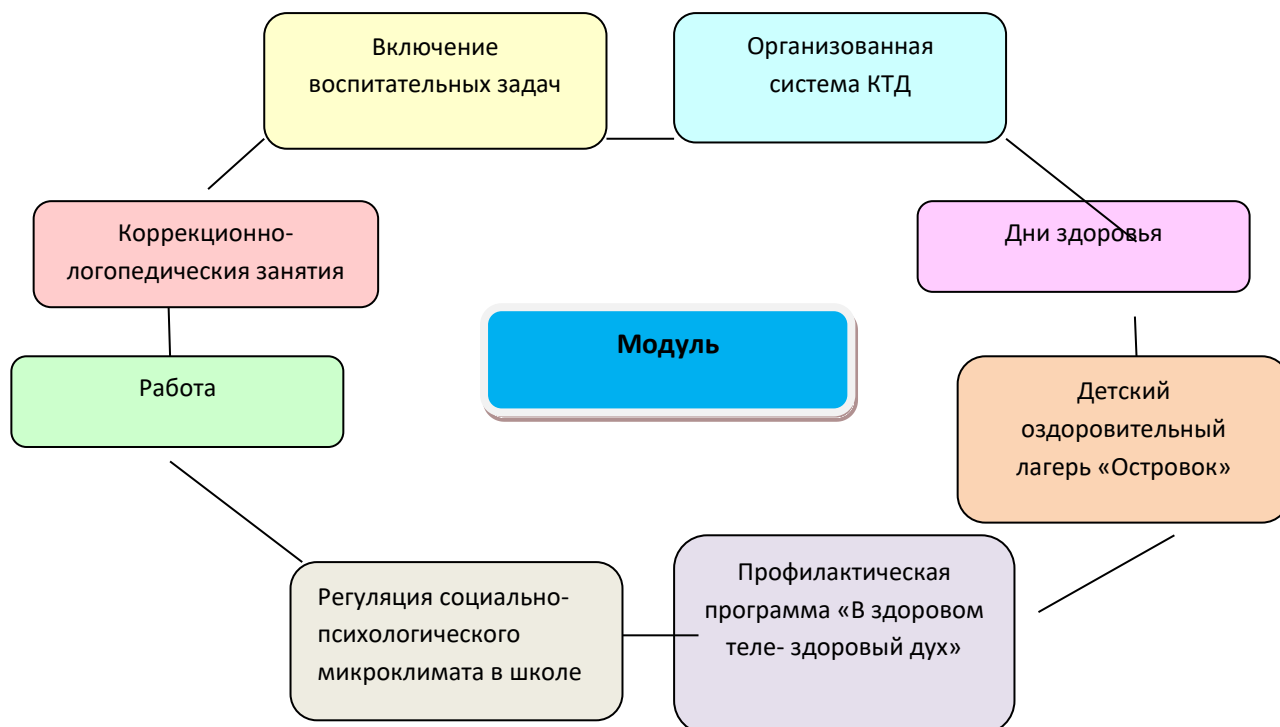 Включение
воспитательных задач
Организованная
система КТД
Коррекционно-
логопедическия занятия
Дни здоровья
Модуль
Работа
Детский
оздоровительный
лагерь «Островок»
Регуляция социально-
психологического
микроклимата в школе
Профилактическая
программа «В здоровом
теле- здоровый дух»